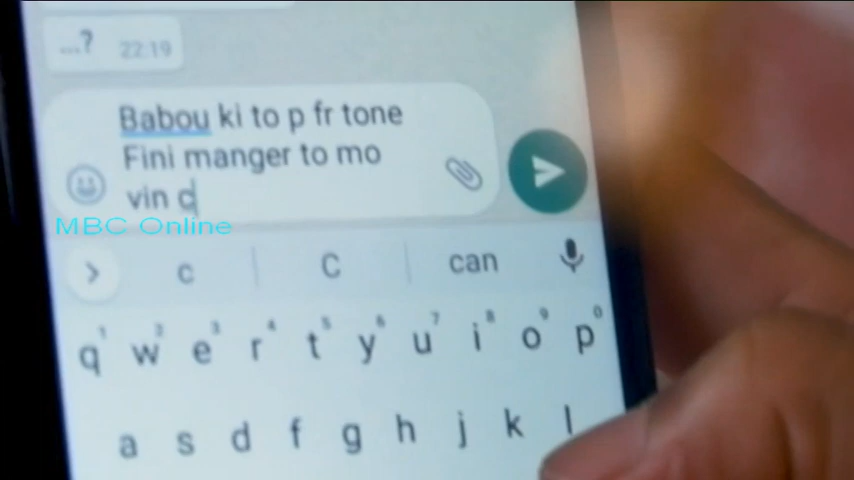 ...? 22:19
Babou ki to p fr tone
Fini manger to mo
vin c
MBC Online
c C can
1 2 3 4 5 6 7 8 9 0
q w e r t y u i o p
a s d f g h j k l